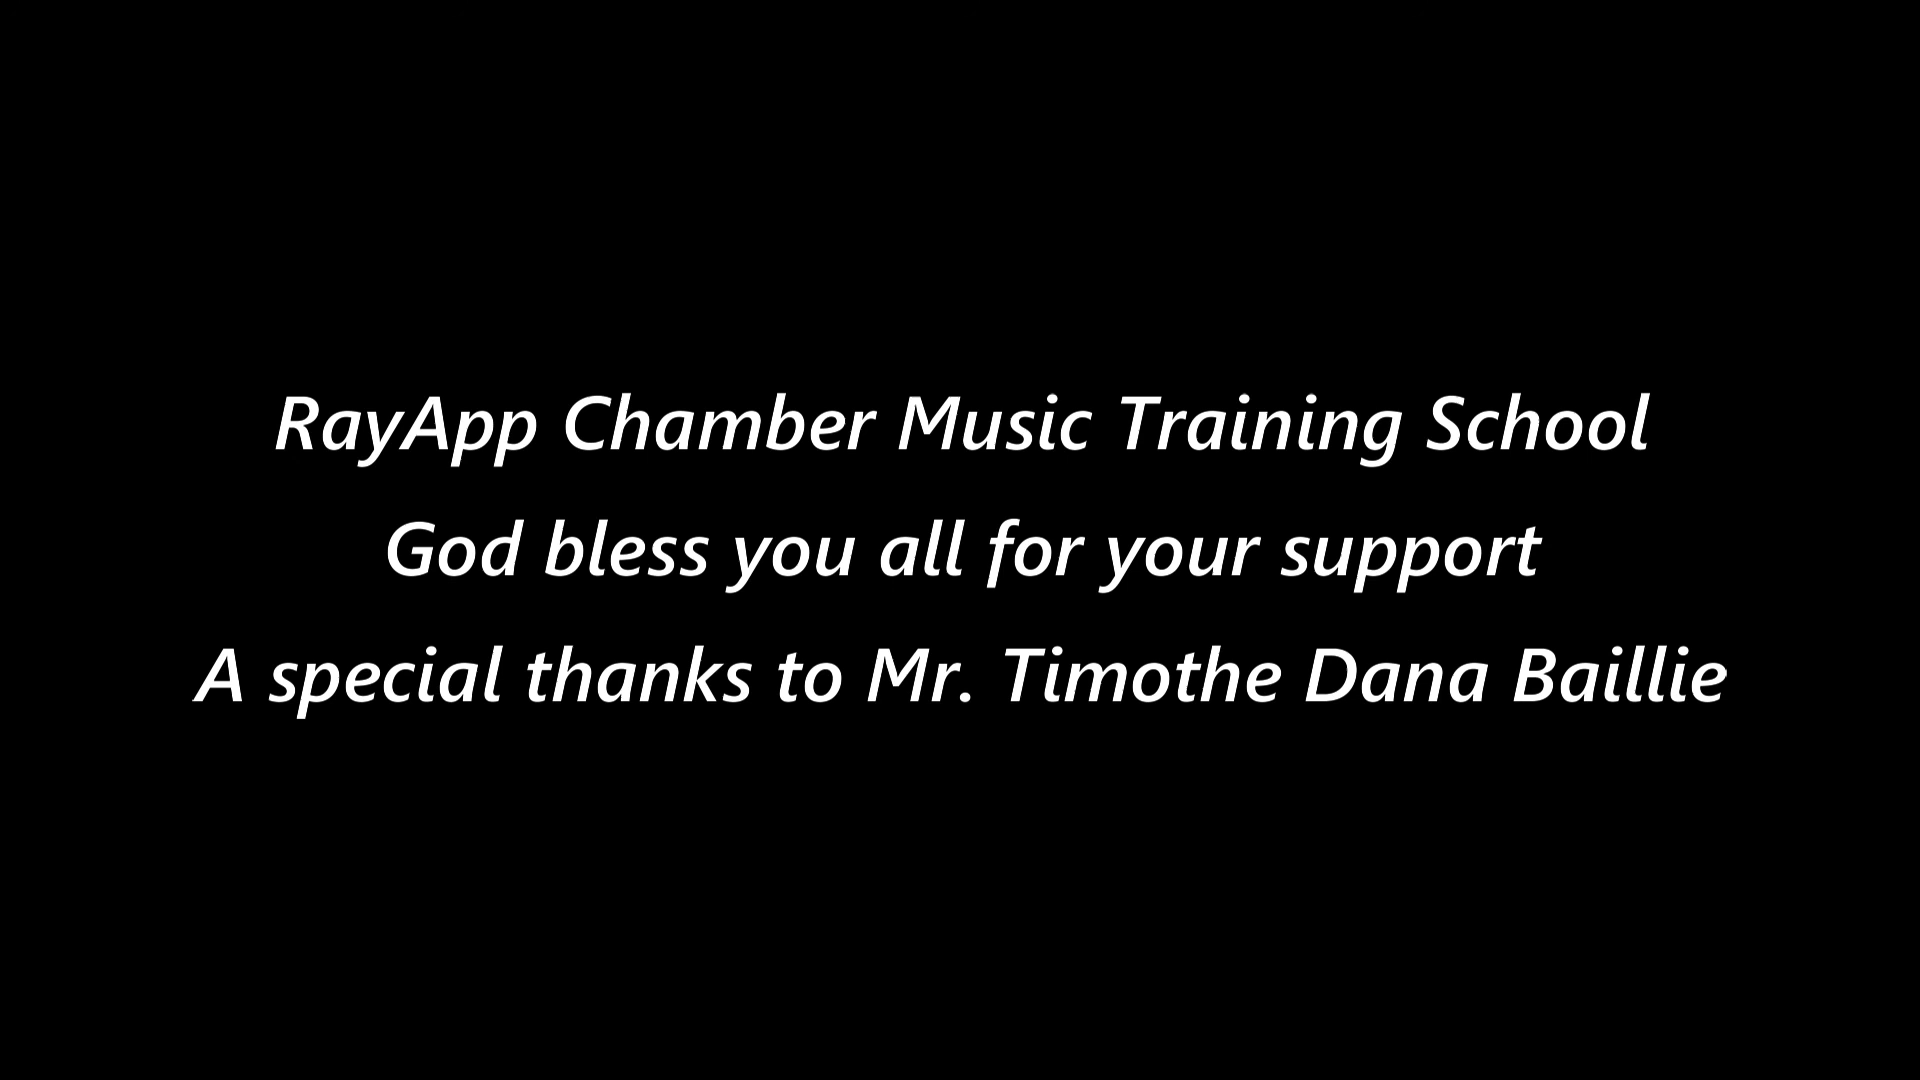 RayApp Chamber Music Training School
God bless you all for your support
A special thanks to Mr. Timothe Dana Baillie